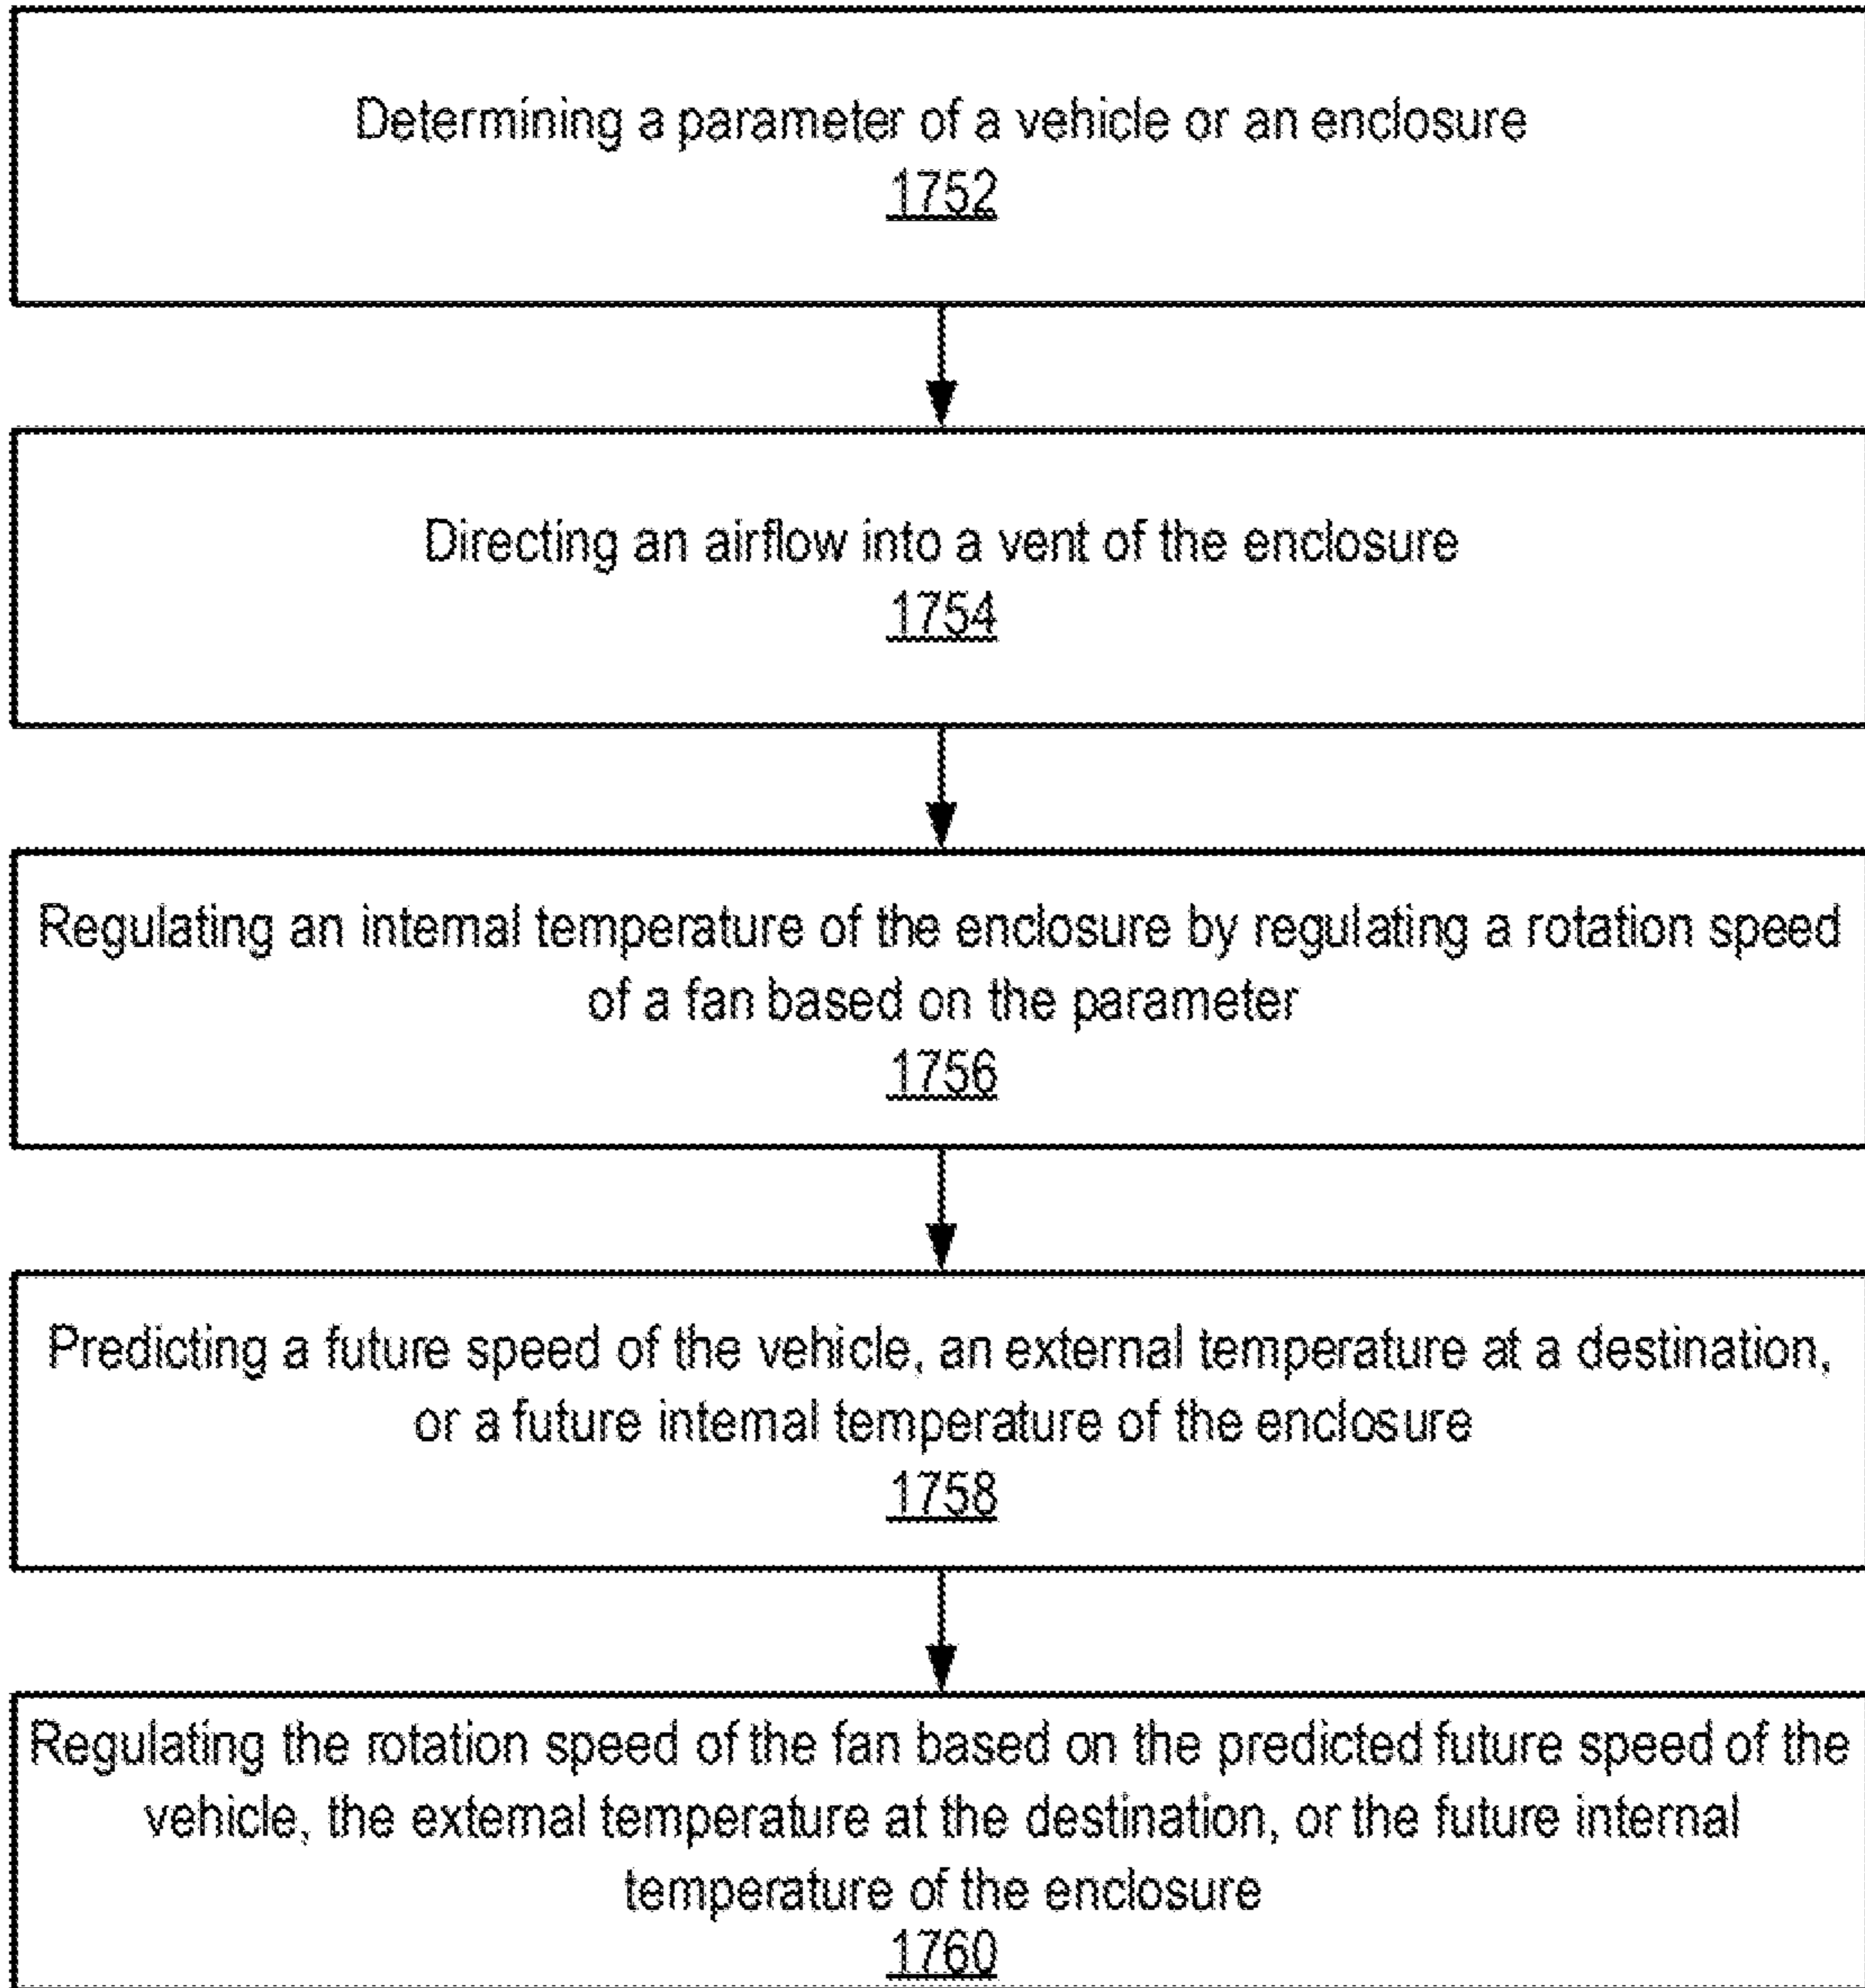 Determining a parameter of a vehicle or an enclosure
1752
Directing an airflow into a vent of the enclosure
1754
Regulating an internal temperature of the enclosure by regulating a rotation speed
of a fan based on the parameter
1756
Predicting a future speed of the vehicle, an external temperature at a destination,
or a future internal temperature of the enclosure
1758
Regulating the rotation speed of the fan based on the predicted future speed of the
vehicle, the external temperature at the destination, or the future internal
temperature of the enclosure
1760